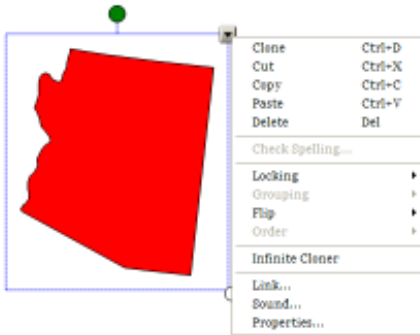 Clone Ctrl+D
Cut Ctrl+X
Copy Ctrl+C
Paste Ctrl+V
Delete Del
Check Spelling...
Locking
Grouping
Flip
Order
Infinite Cloner
Link...
Sound...
Properties...